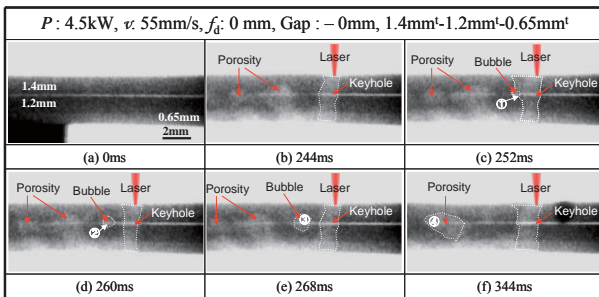 P : 4.5kW, v: 55mm/s, fd: 0 mm, Gap : – 0mm, 1.4mmᵗ-1.2mmᵗ-0.65mmᵗ
1.4mm
1.2mm
0.65mm
2mm
(a) 0ms
Laser
Porosity
Keyhole
(b) 244ms
Laser
Porosity
Bubble
Keyhole
①
(c) 252ms
Porosity
Bubble
Laser
Keyhole
②
(d) 260ms
Porosity
Bubble
Laser
Keyhole
③
(e) 268ms
Laser
Porosity
Keyhole
④
(f) 344ms